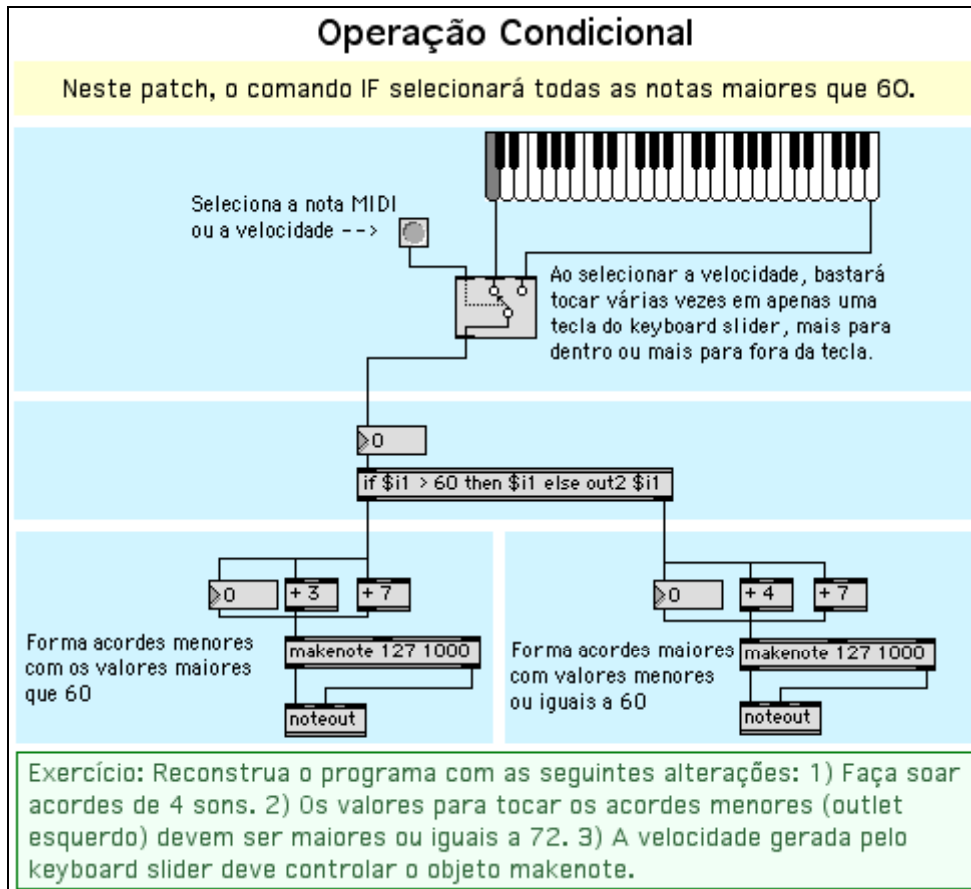 Operação Condicional
Neste patch, o comando IF selecionará todas as notas maiores que 60.
Seleciona a nota MIDI
ou a velocidade -->
Ao selecionar a velocidade, bastará
tocar várias vezes em apenas uma
tecla do keyboard slider, mais para
dentro ou mais para fora da tecla.
0
if $i1 > 60 then $i1 else out2 $i1
0
+ 3
+ 7
Forma acordes menores
com os valores maiores
que 60
makenote 127 1000
noteout
0
+ 4
+ 7
Forma acordes maiores
com valores menores
ou iguais a 60
makenote 127 1000
noteout
Exercício: Reconstrua o programa com as seguintes alterações: 1) Faça soar
acordes de 4 sons. 2) Os valores para tocar os acordes menores (outlet
esquerdo) devem ser maiores ou iguais a 72. 3) A velocidade gerada pelo
keyboard slider deve controlar o objeto makenote.